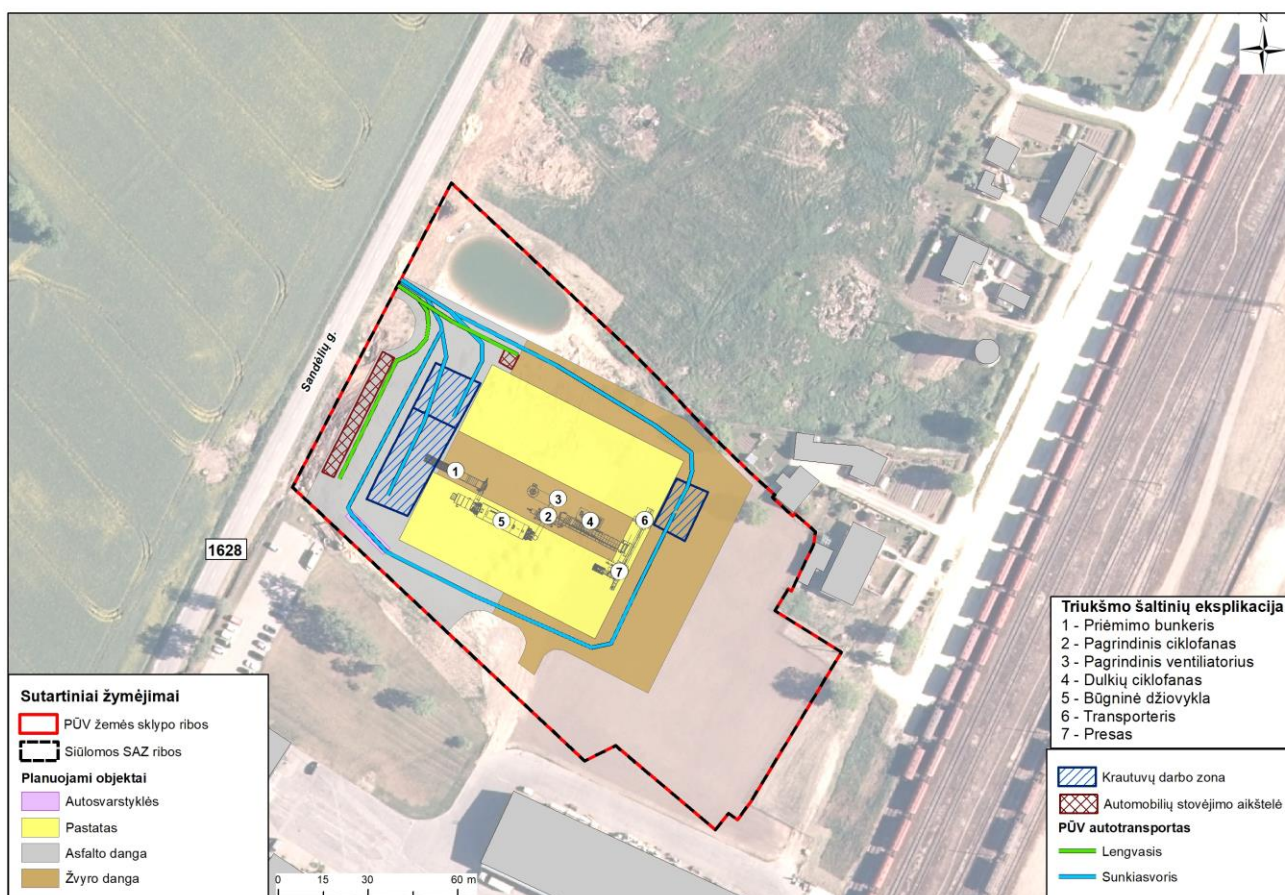 N
Sandėlių g.
1
3
2
4
6
5
7
1628
Triukšmo šaltinių eksplikacija
1 - Priėmimo bunkeris
2 - Pagrindinis ciklofanas
3 - Pagrindinis ventiliatorius
4 - Dulkių ciklofanas
5 - Būgninė džiovykla
6 - Transporteris
7 - Presas
Sutartiniai žymėjimai
PŪV žemės sklypo ribos
Siūlomos SAZ ribos
Planuojami objektai
Autosvarstyklės
Pastatas
Asfalto danga
Žvyro danga
Krautuvų darbo zona
Automobilių stovėjimo aikštelė
PŪV autotransportas
Lengvasis
Sunkiasvoris
0 15 30 60 m